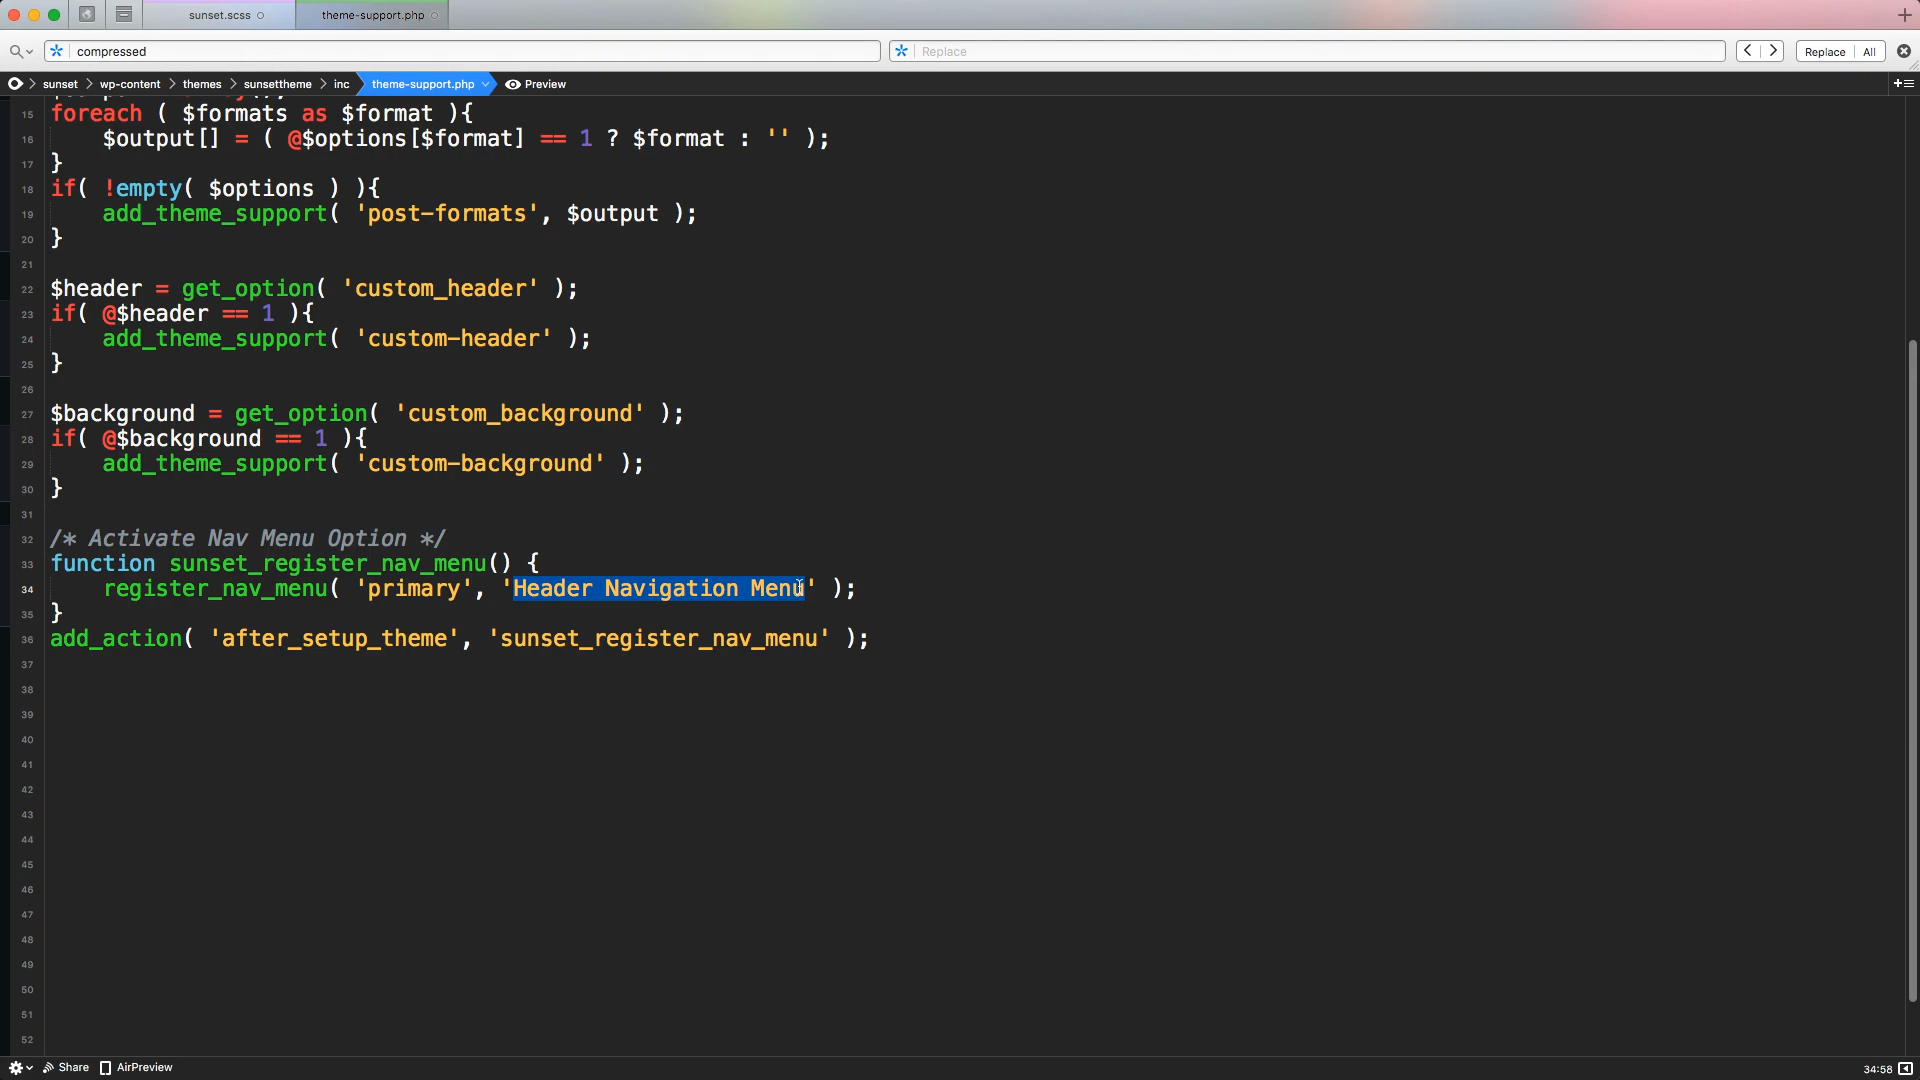 sunset.scss
theme-support.php
compressed
Replace
Replace All
sunset wp-content themes sunsettheme inc theme-support.php Preview
15 foreach ( $formats as $format ){
16 $output[] = ( @$options[$format] == 1 ? $format : '' );
17 }
18 if( !empty( $options ) ){
19 add_theme_support( 'post-formats', $output );
20 }
21
22 $header = get_option( 'custom_header' );
23 if( @$header == 1 ){
24 add_theme_support( 'custom-header' );
25 }
26
27 $background = get_option( 'custom_background' );
28 if( @$background == 1 ){
29 add_theme_support( 'custom-background' );
30 }
31
32 /* Activate Nav Menu Option */
33 function sunset_register_nav_menu() {
34 register_nav_menu( 'primary', 'Header Navigation Menu' );
35 }
36 add_action( 'after_setup_theme', 'sunset_register_nav_menu' );
37
38
39
40
41
42
43
44
45
46
47
48
49
50
51
52
Share AirPreview
34:58